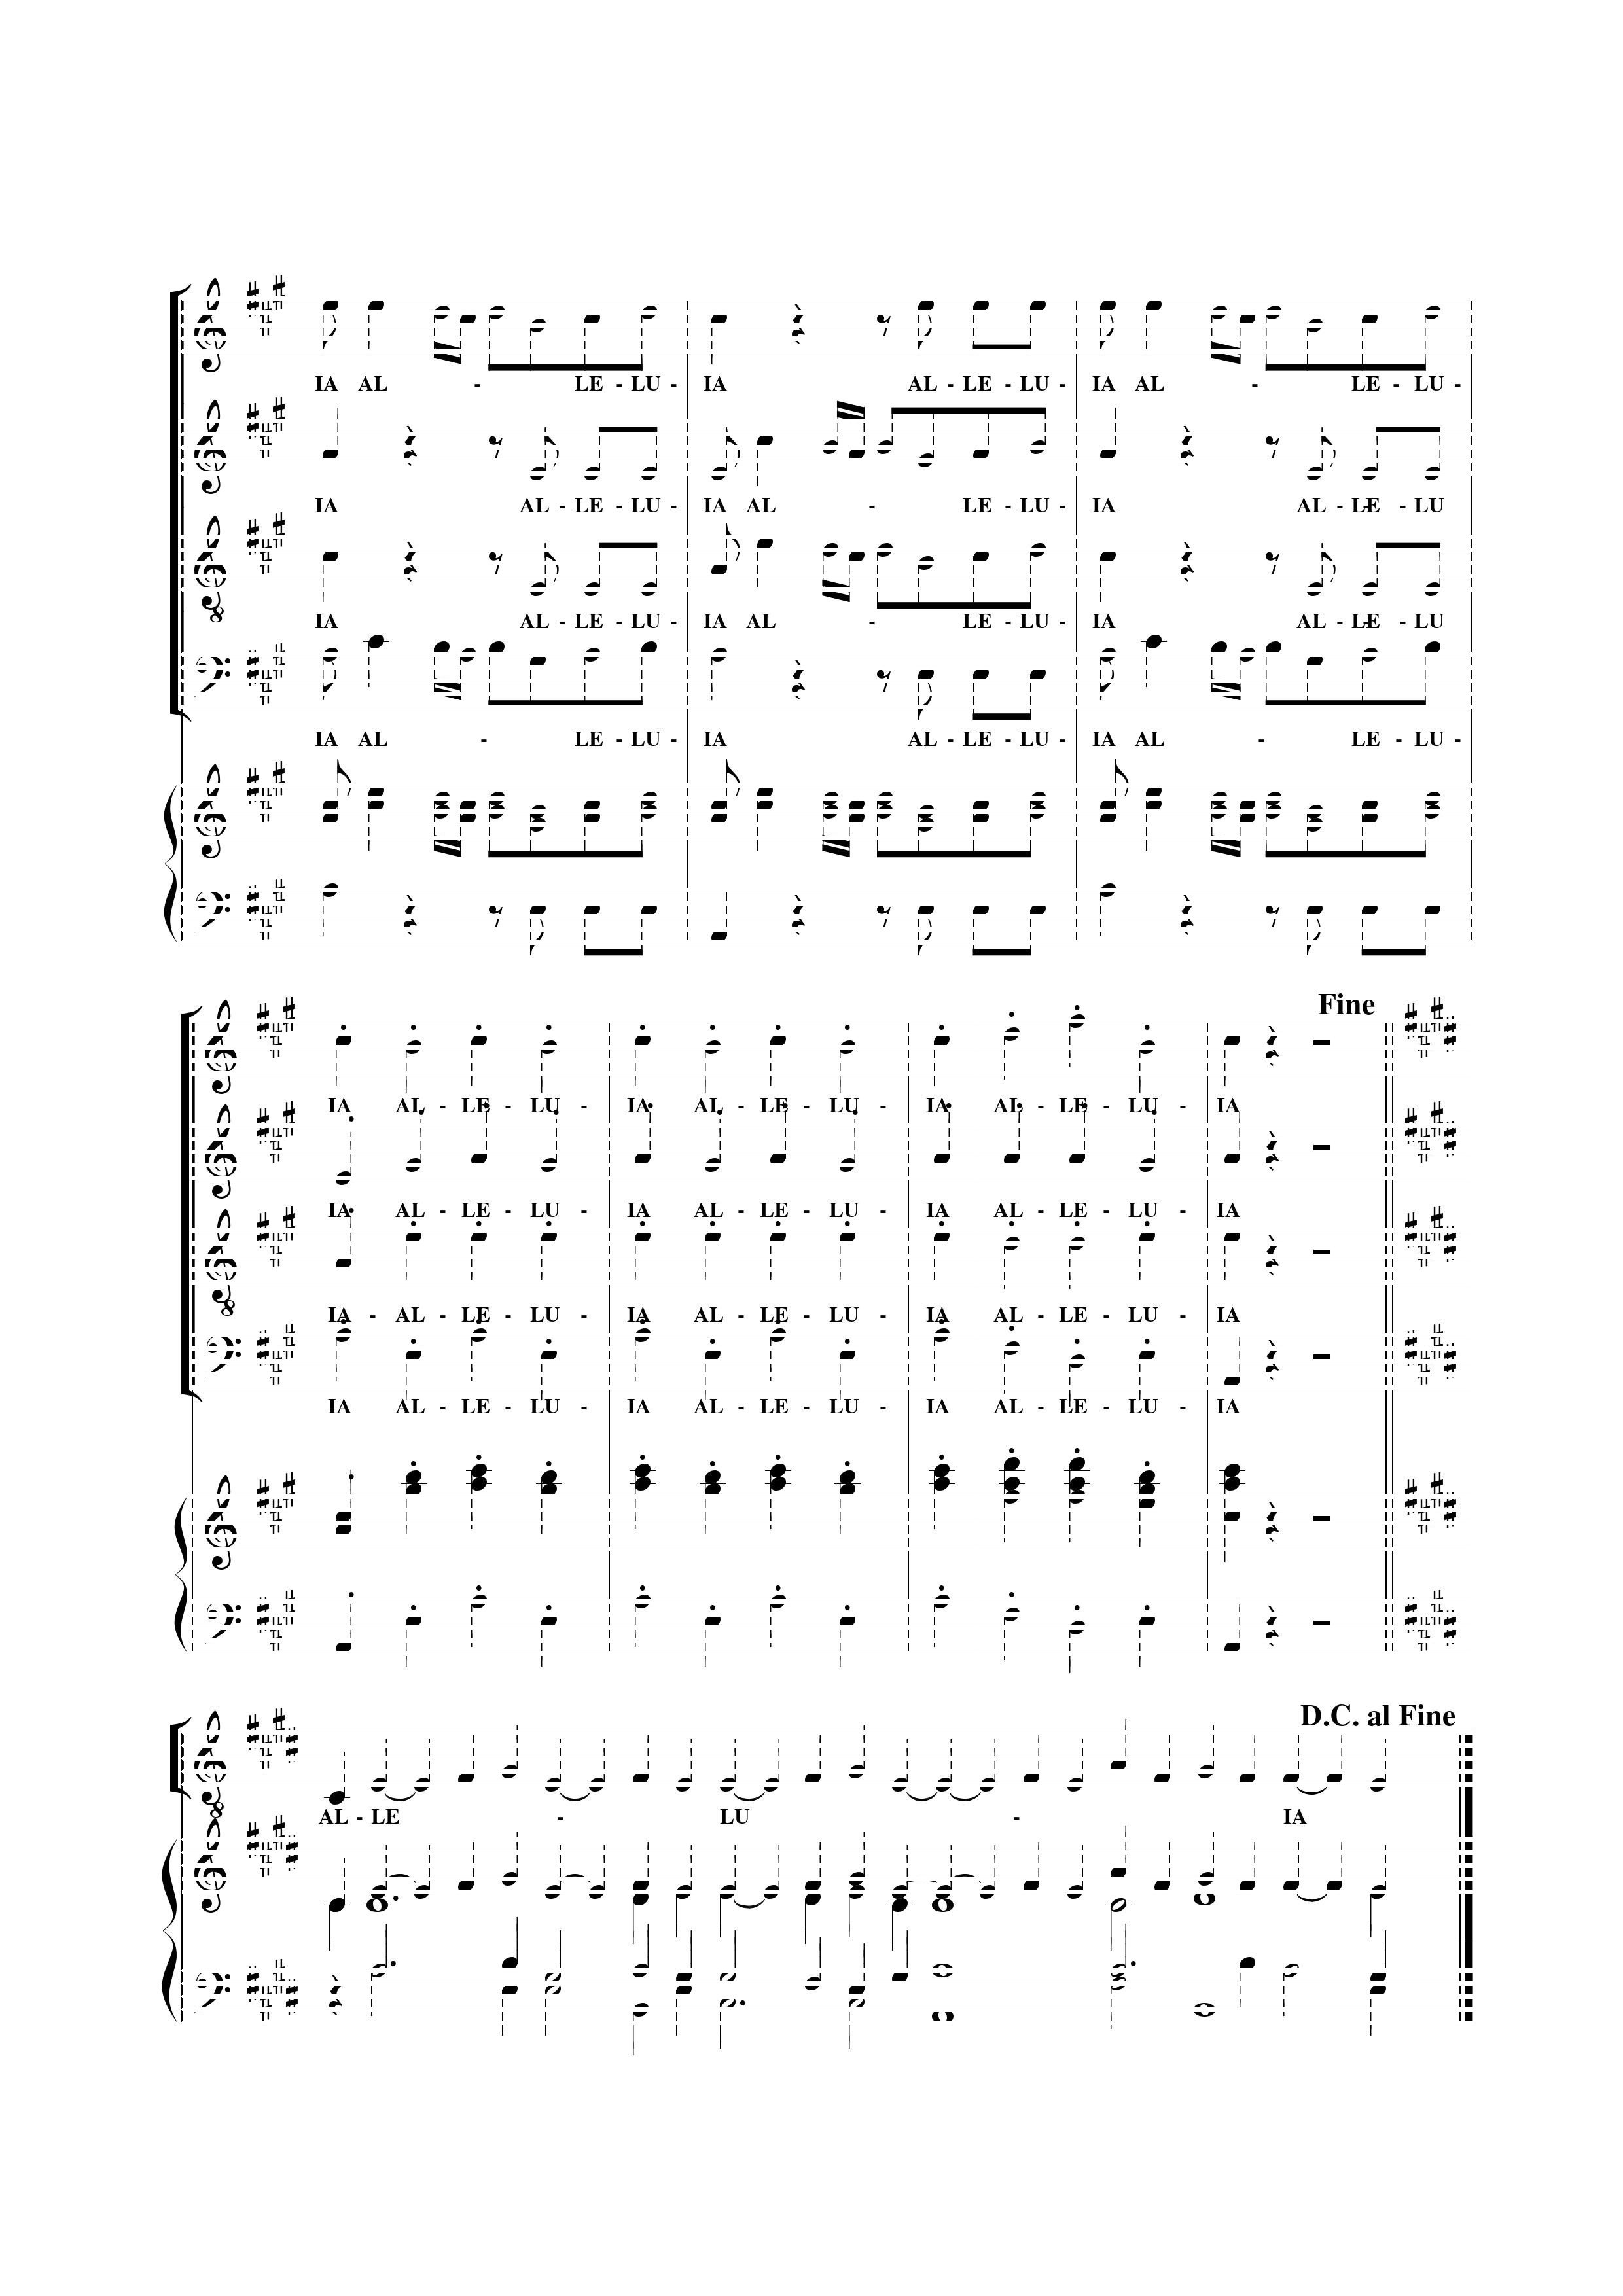 IA AL - LE - LU - IA AL - LE - LU - IA AL - LE - LU -
IA AL - LE - LU - IA AL - LE - LU - IA AL - LE - LU
IA AL - LE - LU - IA AL - LE - LU - IA AL - LE - LU
IA AL - LE - LU - IA AL - LE - LU - IA AL - LE - LU -
Fine
IA AL - LE - LU - IA AL - LE - LU - IA AL - LE - LU - IA
IA AL - LE - LU - IA AL - LE - LU - IA AL - LE - LU - IA
IA - AL - LE - LU - IA AL - LE - LU - IA AL - LE - LU - IA
IA AL - LE - LU - IA AL - LE - LU - IA AL - LE - LU - IA
D.C. al Fine
AL - LE - LU - IA